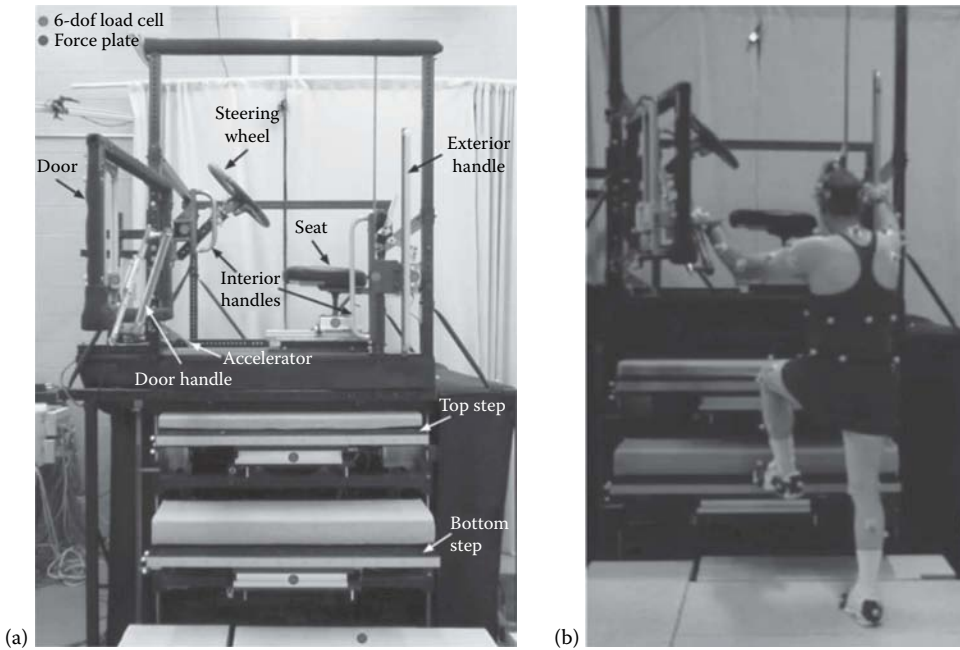 6-dof load cell
Force plate
Steering
wheel
Door
Exterior
handle
Seat
Interior
handles
Accelerator
Door handle
Top step
Bottom
step
(a)
(b)